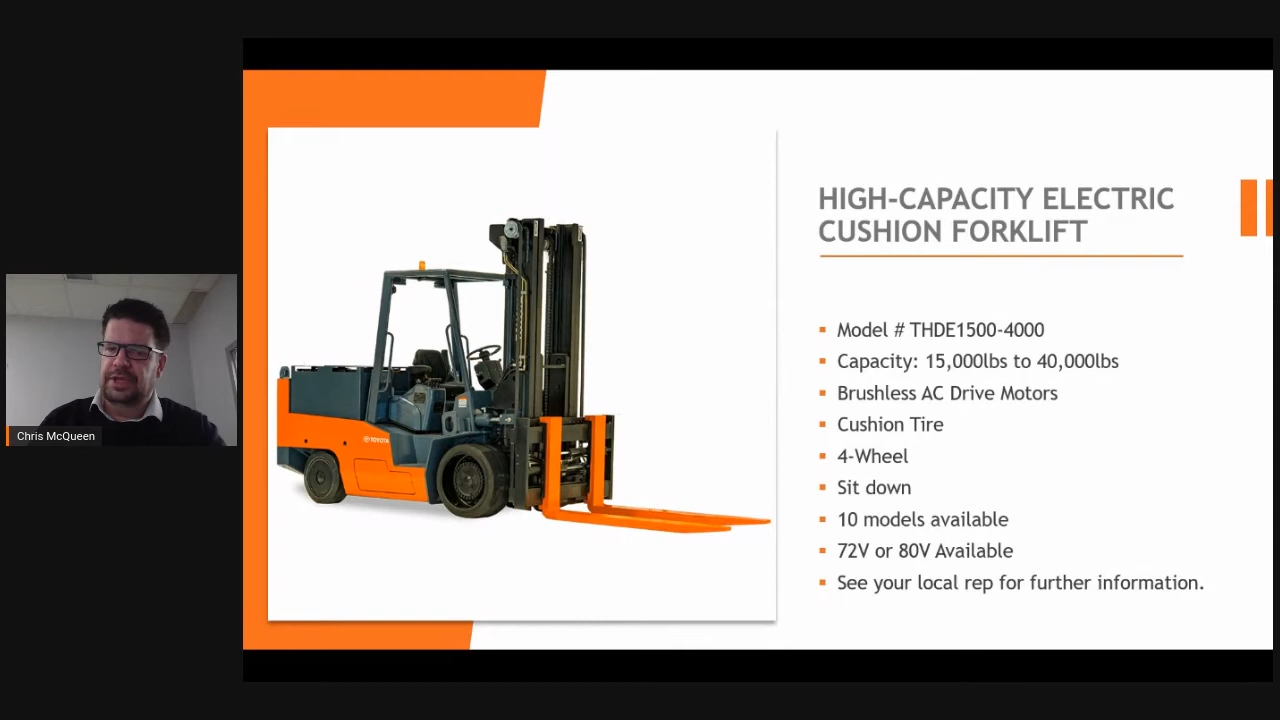 HIGH-CAPACITY ELECTRIC
CUSHION FORKLIFT
Model # THDE1500-4000
Capacity: 15,000lbs to 40,000lbs
Brushless AC Drive Motors
Cushion Tire
4-Wheel
Sit down
10 models available
72V or 80V Available
See your local rep for further information.
TOYOTA
Chris McQueen